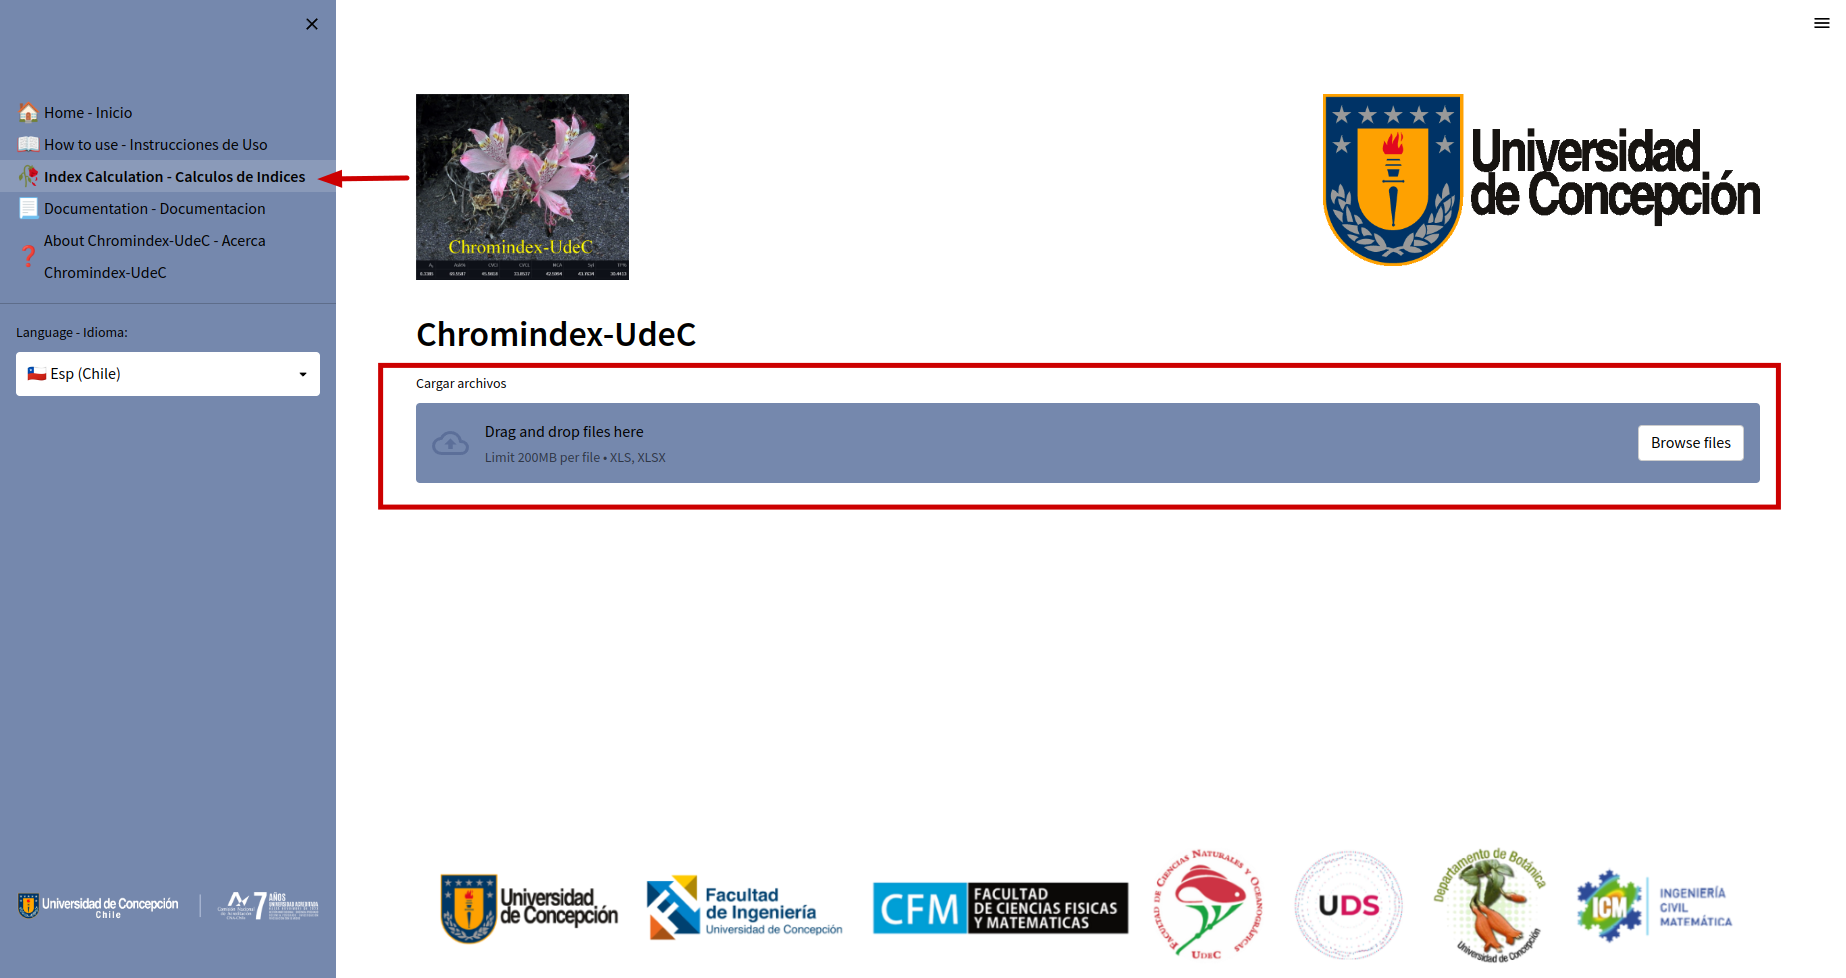 Home - Inicio
How to use - Instrucciones de Uso
Index Calculation - Calculos de Indices
Documentation - Documentacion
About Chromindex-UdeC - Acerca
Chromindex-UdeC
Language - Idioma:
Esp (Chile)
Universidad de Concepción
Chile
7 AÑOS
Chromindex-UdeC
Universidad
de Concepción
Chromindex-UdeC
Cargar archivos
Drag and drop files here
Limit 200MB per file • XLS, XLSX
Browse files
Universidad
de Concepción
Facultad
de Ingeniería
Universidad de Concepción
CFM
FACULTAD
DE CIENCIAS FISICAS
Y MATEMATICAS
FACULTAD DE CIENCIAS NATURALES Y OCEANOGRÁFICAS
UDEC
UDS
Departamento de Botánica
Universidad de Concepción
ICM
INGENIERÍA
CIVIL
MATEMÁTICA